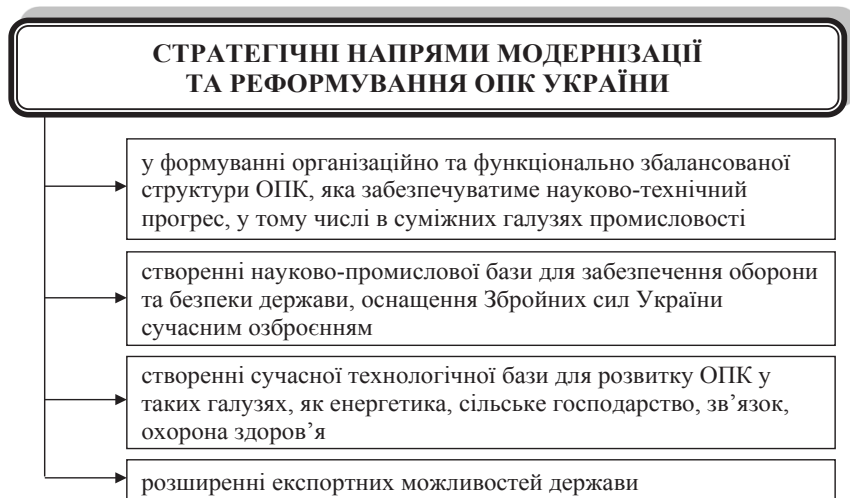 СТРАТЕГІЧНІ НАПРЯМИ МОДЕРНІЗАЦІЇ
ТА РЕФОРМУВАННЯ ОПК УКРАЇНИ
у формуванні організаційно та функціонально збалансованої
структури ОПК, яка забезпечуватиме науково-технічний
прогрес, у тому числі в суміжних галузях промисловості
створенні науково-промислової бази для забезпечення оборони
та безпеки держави, оснащення Збройних сил України
сучасним озброєнням
створенні сучасної технологічної бази для розвитку ОПК у
таких галузях, як енергетика, сільське господарство, зв’язок,
охорона здоров’я
розширенні експортних можливостей держави